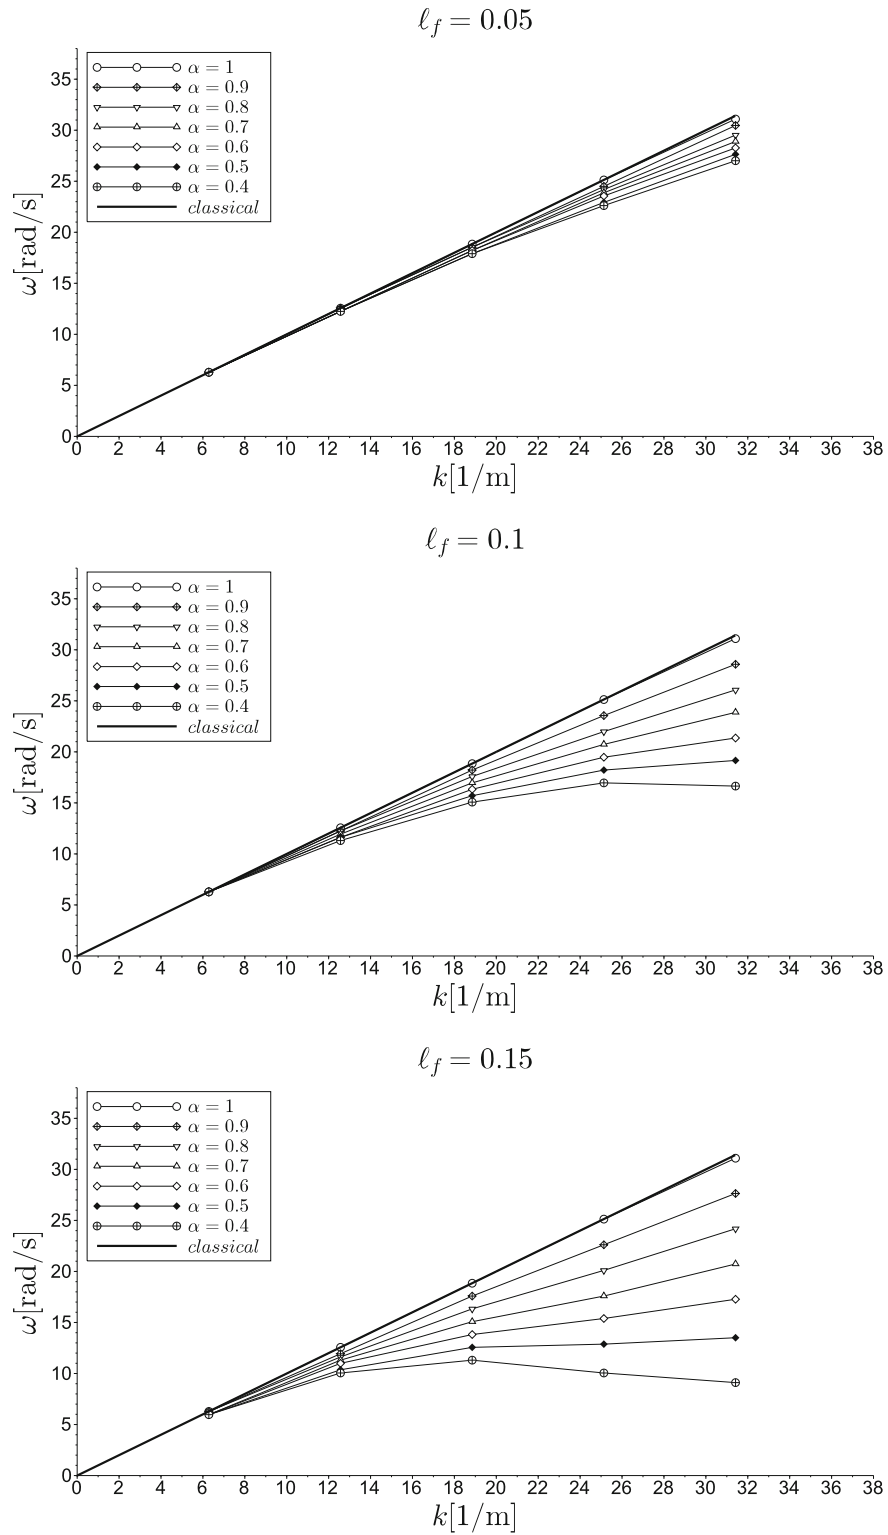 ℓ_f = 0.05
α = 1
α = 0.9
α = 0.8
α = 0.7
α = 0.6
α = 0.5
α = 0.4
classical
ω[rad/s]
35
30
25
20
15
10
5
0
0 2 4 6 8 10 12 14 16 18 20 22 24 26 28 30 32 34 36 38
k[1/m]
ℓ_f = 0.1
α = 1
α = 0.9
α = 0.8
α = 0.7
α = 0.6
α = 0.5
α = 0.4
classical
ω[rad/s]
35
30
25
20
15
10
5
0
0 2 4 6 8 10 12 14 16 18 20 22 24 26 28 30 32 34 36 38
k[1/m]
ℓ_f = 0.15
α = 1
α = 0.9
α = 0.8
α = 0.7
α = 0.6
α = 0.5
α = 0.4
classical
ω[rad/s]
35
30
25
20
15
10
5
0
0 2 4 6 8 10 12 14 16 18 20 22 24 26 28 30 32 34 36 38
k[1/m]